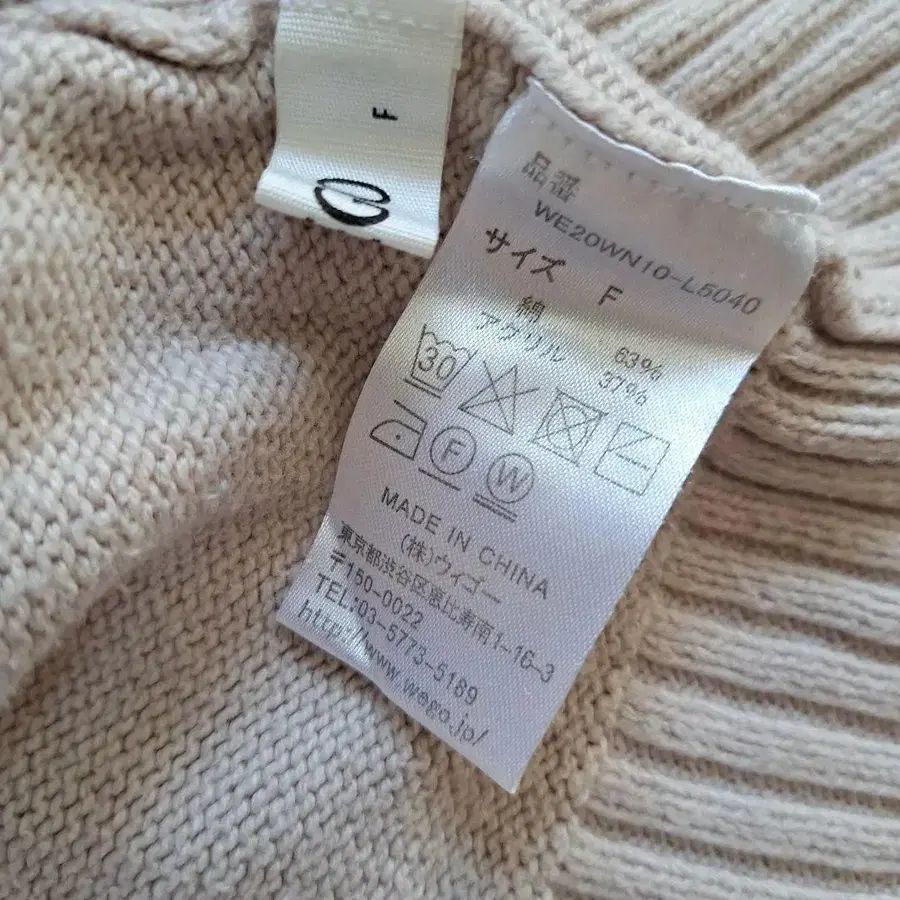 F
品番
WE20WN10-L5040
サイズ F
綿 63%
アクリル 37%
30
F
W
MADE IN CHINA
(株)ウィゴー
東京都渋谷区恵比寿南1-16-3
〒150-0022
TEL:03-5773-5189
http://www.wego.jp/